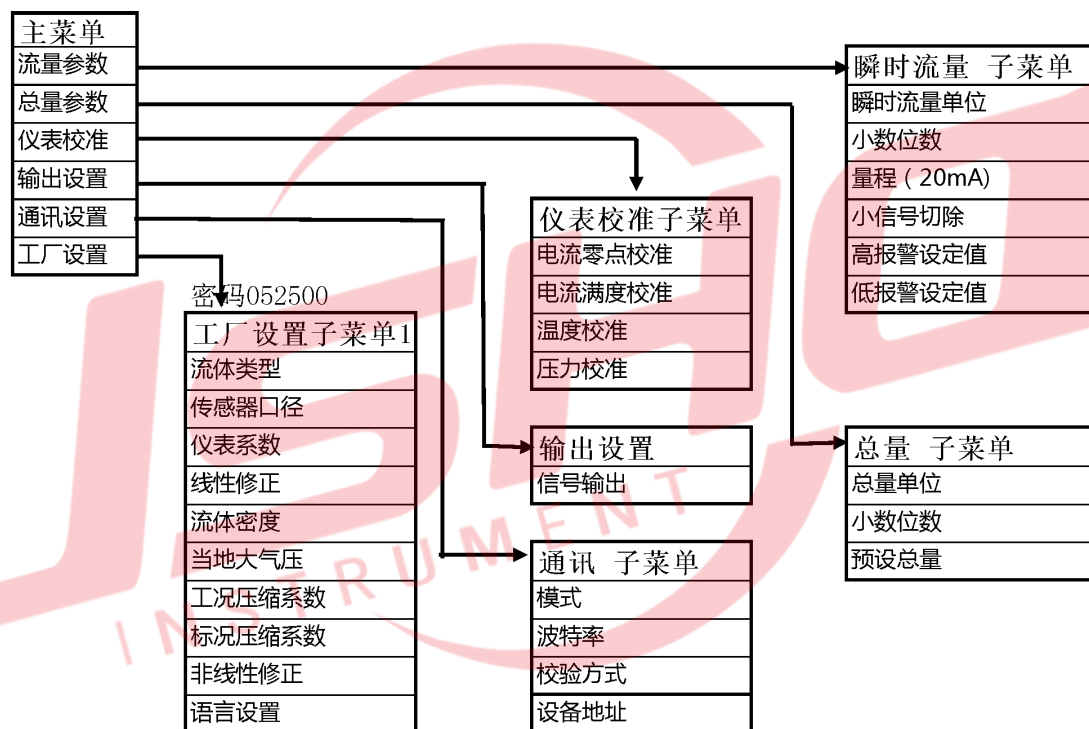 主菜单
流量参数
总量参数
仪表校准
输出设置
通讯设置
工厂设置
密码052500
工厂设置子菜单1
流体类型
传感器口径
仪表系数
线性修正
流体密度
当地大气压
工况压缩系数
标况压缩系数
非线性修正
语言设置
仪表校准子菜单
电流零点校准
电流满度校准
温度校准
压力校准
输出设置
信号输出
通讯 子菜单
模式
波特率
校验方式
设备地址
瞬时流量 子菜单
瞬时流量单位
小数位数
量程（20mA)
小信号切除
高报警设定值
低报警设定值
总量 子菜单
总量单位
小数位数
预设总量
INSTRUMENT